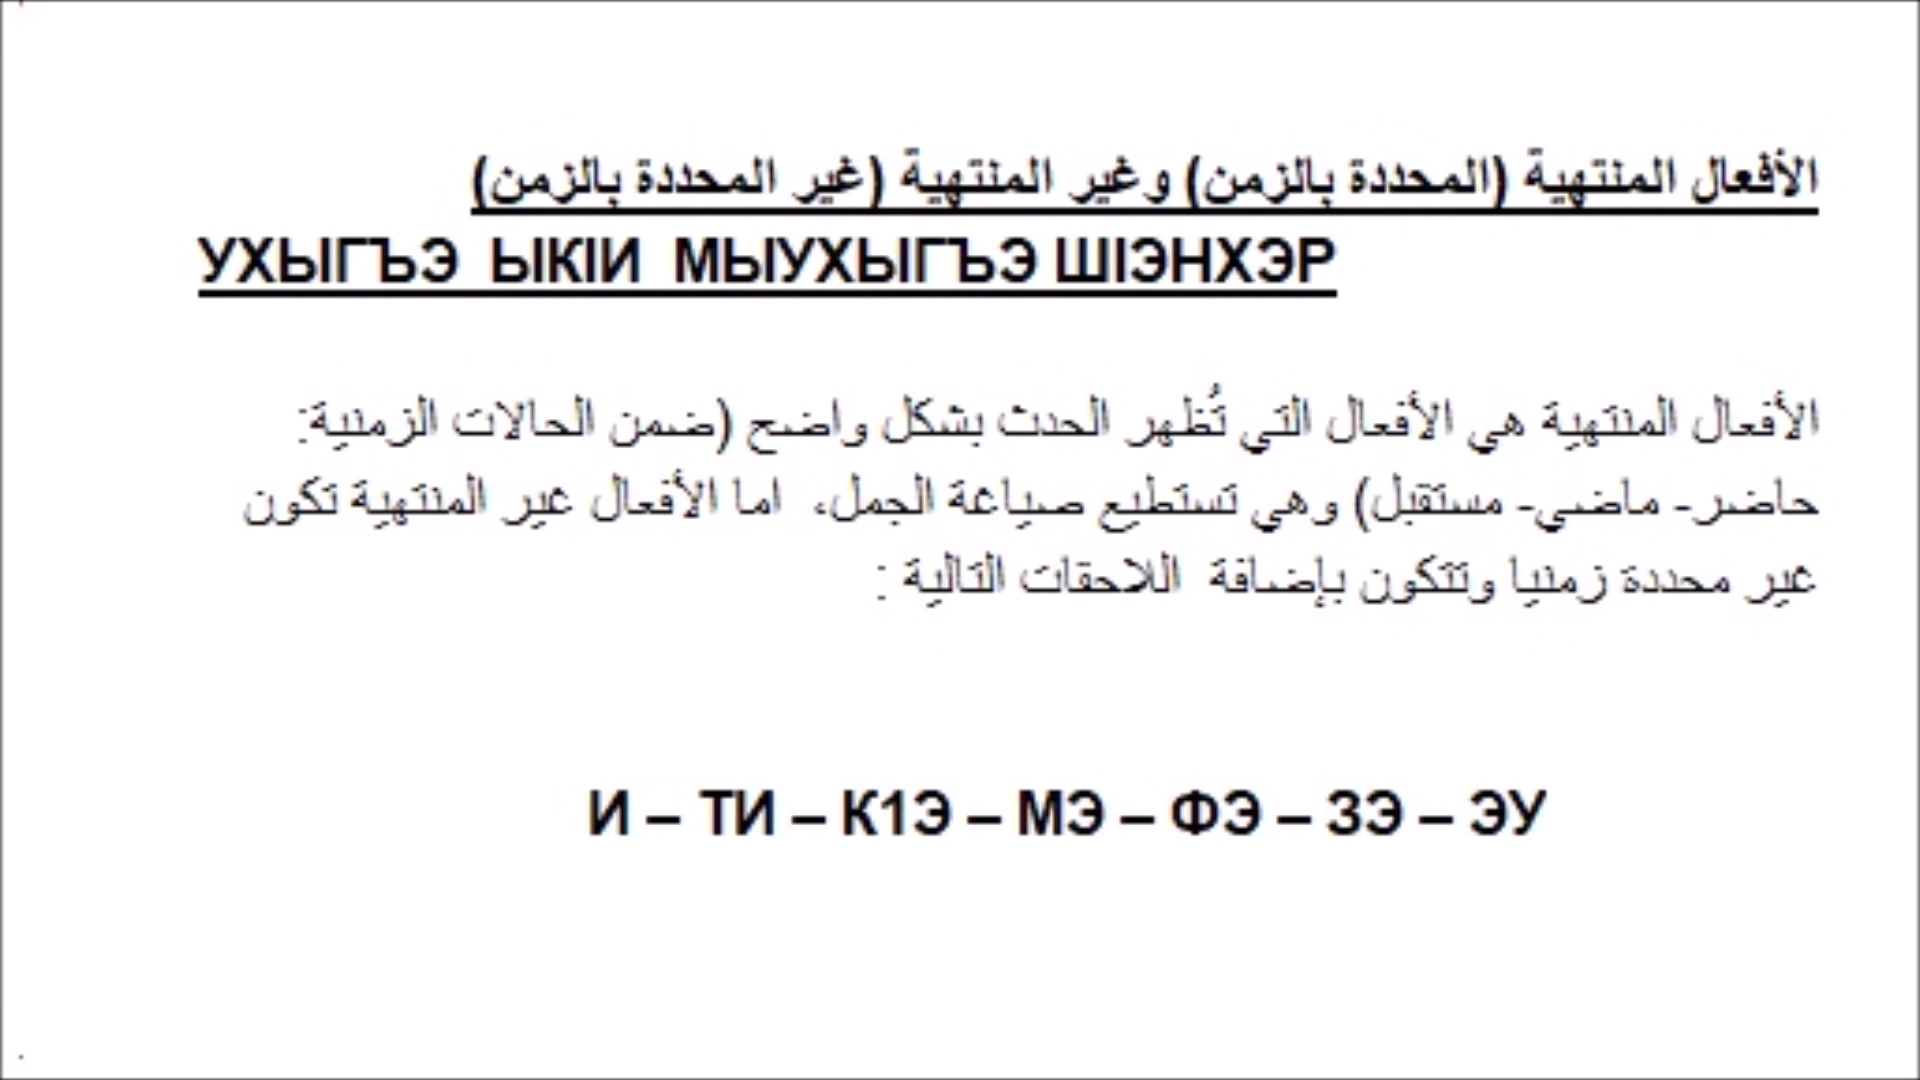 الأفعال المنتهية (المحددة بالزمن) وغير المنتهية (غير المحددة بالزمن)
УХЫГЪЭ ЫКІИ МЫУХЫГЪЭ ШІЭНХЭР
الأفعال المنتهية هي الأفعال التي تُظهر الحدث بشكل واضح (ضمن الحالات الزمنية:
حاضر- ماضي- مستقبل) وهي تستطيع صياغة الجمل، اما الأفعال غير المنتهية تكون
غير محددة زمنيا وتتكون بإضافة اللاحقات التالية :
И – ТИ – К1Э – МЭ – ФЭ – ЗЭ – ЭУ